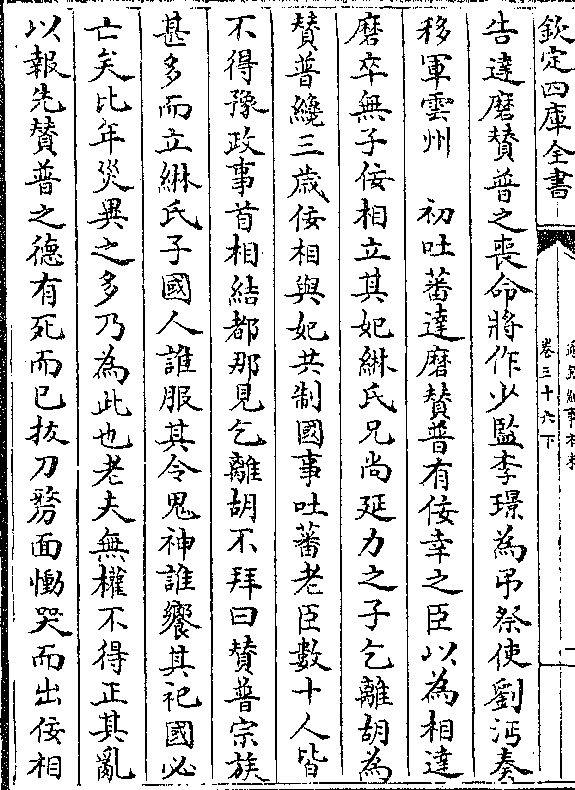 欽定四庫全書
通鑑紀事本末
卷三十六下
告達磨贊普之喪命將作少監李璟為弔祭使劉沔奏
移軍雲州　初吐蕃達磨贊普有佞幸之臣以為相達
磨卒無子佞相立其妃綝氏兄尚延力之子乞離胡為
贊普纔三歲佞相與妃共制國事吐蕃老臣數十人皆
不得豫政事首相結都那見乞離胡不拜曰贊普宗族
甚多而立綝氏子國人誰服其令鬼神誰饗其祀國必
亡矣比年災異之多乃為此也老夫無權不得正其亂
以報先贊普之德有死而已拔刀剺面慟哭而出佞相